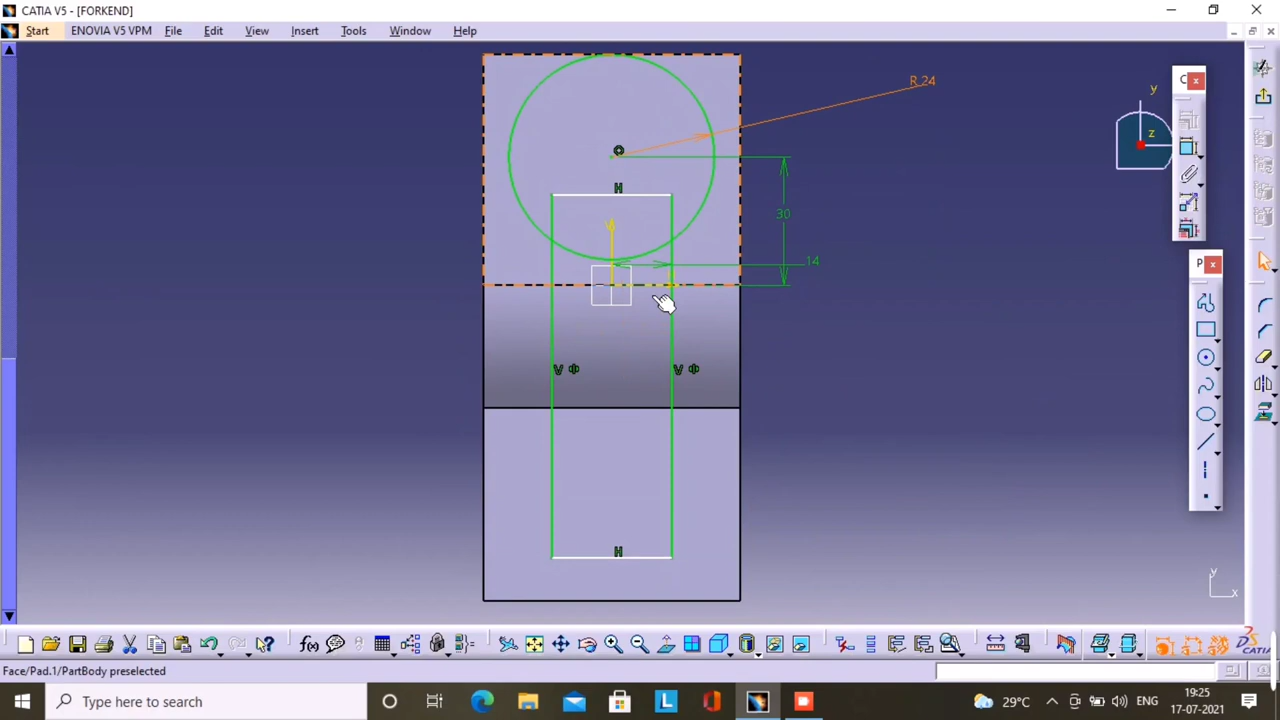 CATIA V5 - [FORKEND]
Start ENOVIA V5 VPM File Edit View Insert Tools Window Help
C
y
z
R 24
H
30
V
14
P
V V
H
y
x
f(x)
CATIA
Face/Pad.1/PartBody preselected
Type here to search
L
29°C
ENG
19:25
17-07-2021